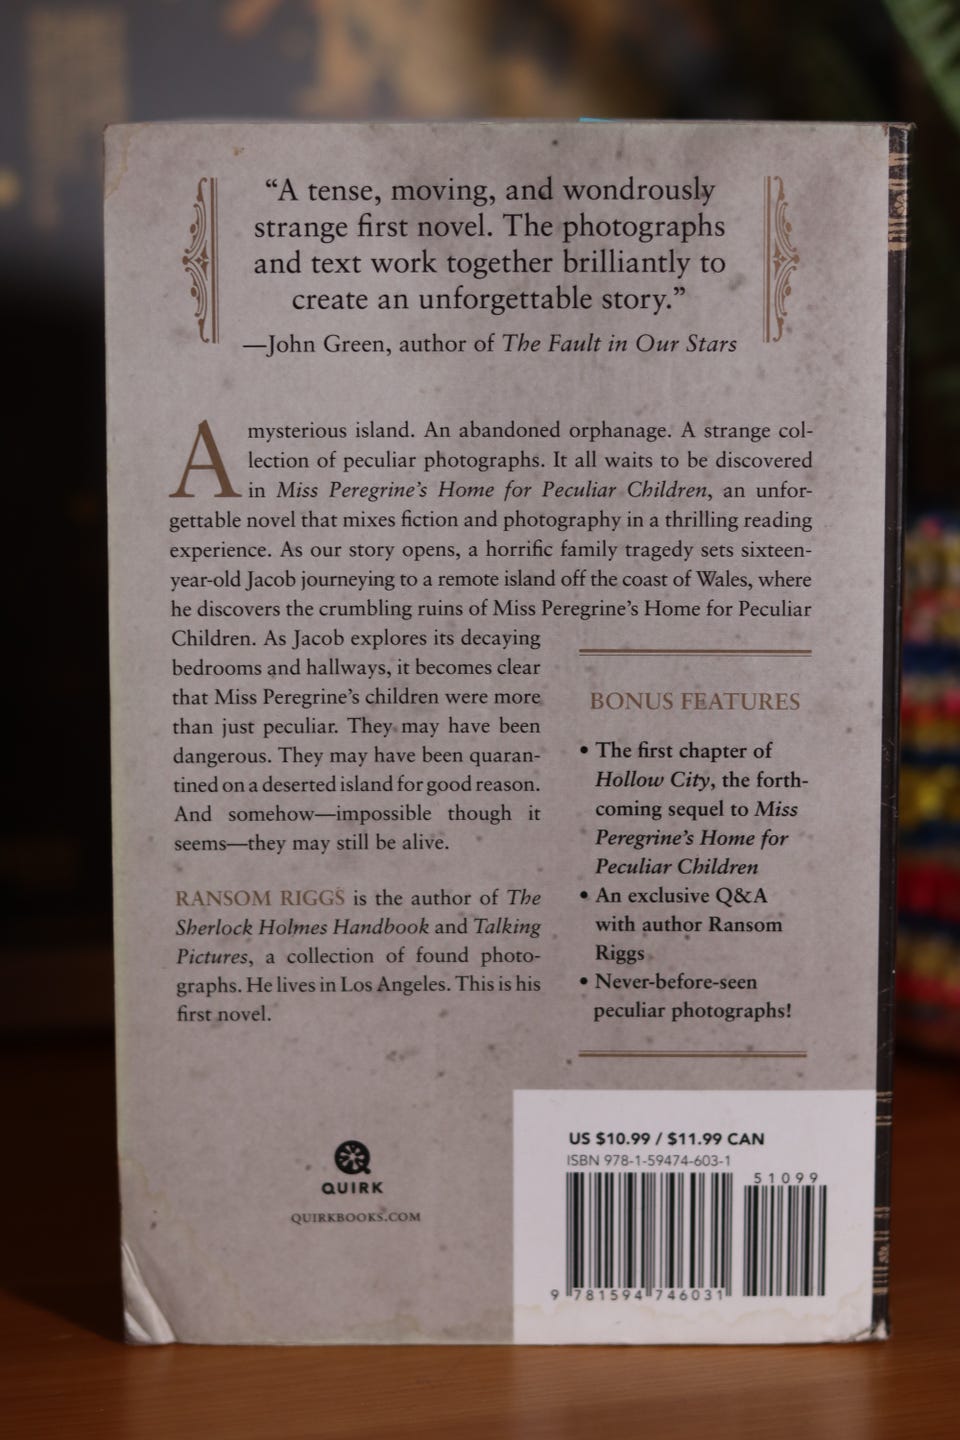 “A tense, moving, and wondrously
strange first novel. The photographs
and text work together brilliantly to
create an unforgettable story.”
—John Green, author of The Fault in Our Stars
A mysterious island. An abandoned orphanage. A strange col-
lection of peculiar photographs. It all waits to be discovered
in Miss Peregrine’s Home for Peculiar Children, an unfor-
gettable novel that mixes fiction and photography in a thrilling reading
experience. As our story opens, a horrific family tragedy sets sixteen-
year-old Jacob journeying to a remote island off the coast of Wales, where
he discovers the crumbling ruins of Miss Peregrine’s Home for Peculiar
Children. As Jacob explores its decaying
bedrooms and hallways, it becomes clear
that Miss Peregrine’s children were more
than just peculiar. They may have been
dangerous. They may have been quaran-
tined on a deserted island for good reason.
And somehow—impossible though it
seems—they may still be alive.
RANSOM RIGGS is the author of The
Sherlock Holmes Handbook and Talking
Pictures, a collection of found photo-
graphs. He lives in Los Angeles. This is his
first novel.
BONUS FEATURES
• The first chapter of
Hollow City, the forth-
coming sequel to Miss
Peregrine’s Home for
Peculiar Children
• An exclusive Q&A
with author Ransom
Riggs
• Never-before-seen
peculiar photographs!
QUIRK
QUIRKBOOKS.COM
US $10.99 / $11.99 CAN
ISBN 978-1-59474-603-1
51099
9 781594 746031